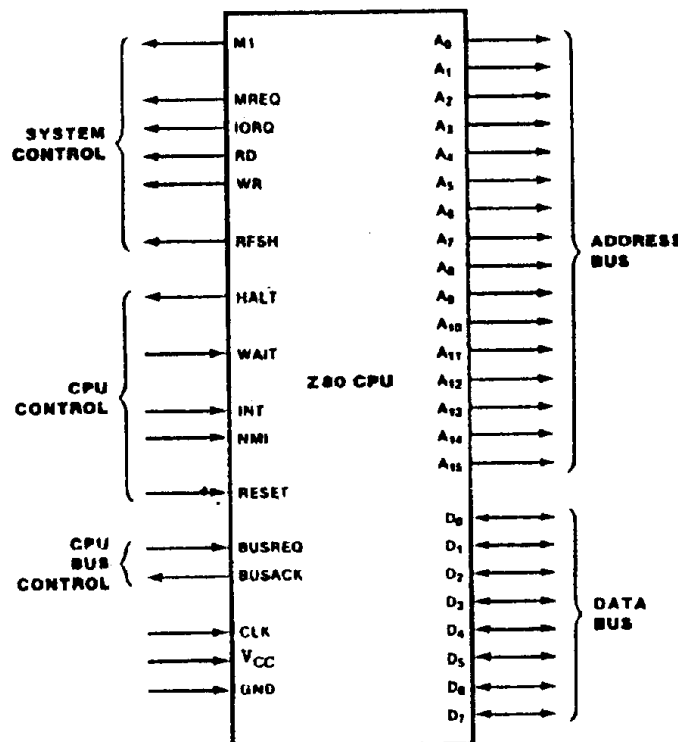 SYSTEM
CONTROL
M1
MREQ
IORQ
RD
WR
RFSH
CPU
CONTROL
HALT
WAIT
INT
NMI
RESET
CPU
BUS
CONTROL
BUSREQ
BUSACK
CLK
VCC
GND
Z80 CPU
A0
A1
A2
A3
A4
A5
A6
A7
A8
A9
A10
A11
A12
A13
A14
A15
ADDRESS
BUS
D0
D1
D2
D3
D4
D5
D6
D7
DATA
BUS